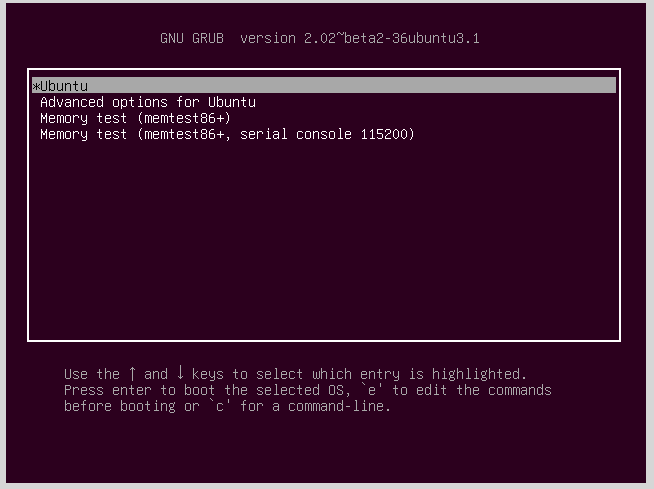 GNU GRUB  version 2.02~beta2-36ubuntu3.1
*Ubuntu
Advanced options for Ubuntu
Memory test (memtest86+)
Memory test (memtest86+, serial console 115200)
Use the ↑ and ↓ keys to select which entry is highlighted.
Press enter to boot the selected OS, `e' to edit the commands
before booting or `c' for a command-line.